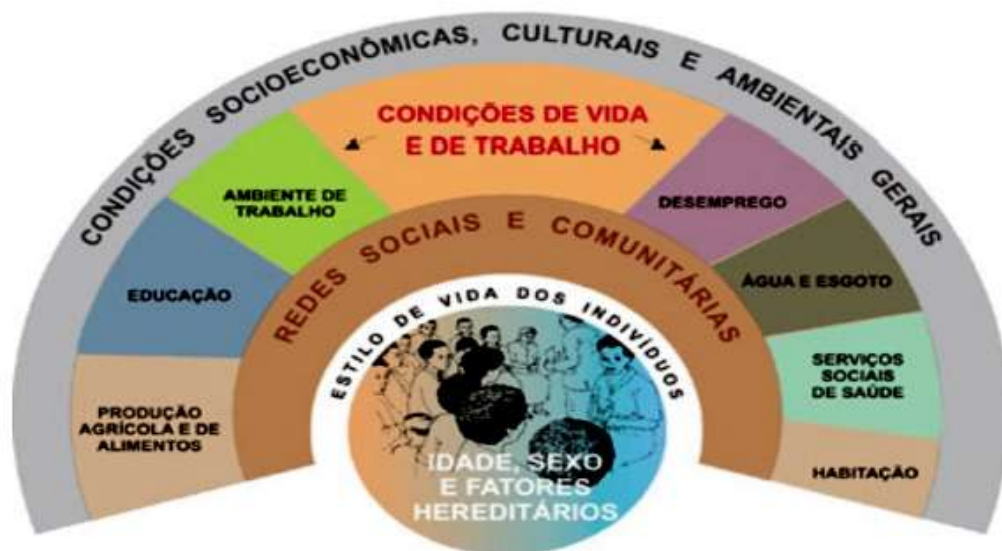 CONDIÇÕES SOCIOECONÔMICAS, CULTURAIS E AMBIENTAIS GERAIS
CONDIÇÕES DE VIDA
E DE TRABALHO
AMBIENTE DE
TRABALHO
DESEMPREGO
EDUCAÇÃO
ÁGUA E ESGOTO
PRODUÇÃO
AGRÍCOLA E DE
ALIMENTOS
SERVIÇOS
SOCIAIS
DE SAÚDE
HABITAÇÃO
REDES SOCIAIS E COMUNITÁRIAS
ESTILO DE VIDA DOS INDIVÍDUOS
IDADE, SEXO
E FATORES
HEREDITÁRIOS